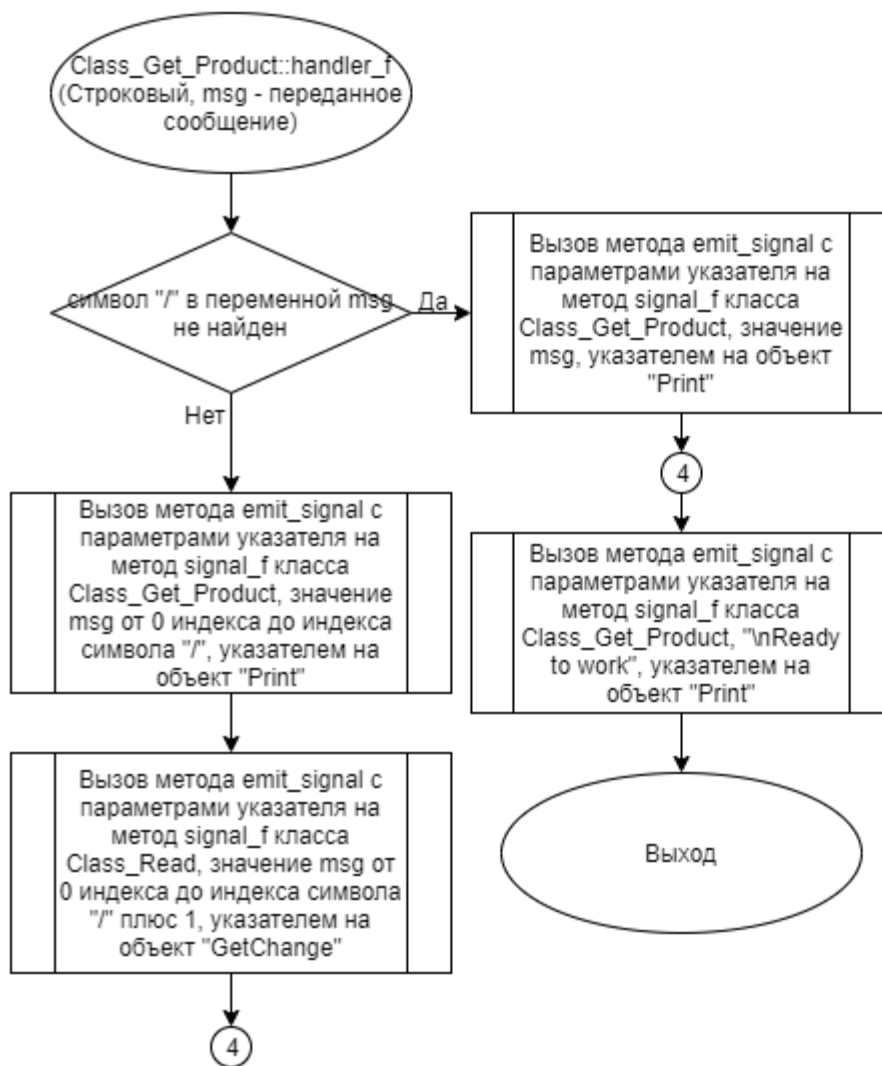 Class_Get_Product::handler_f
(Строковый, msg - переданное
сообщение)
символ "/" в переменной msg
не найден
Да
Нет
Вызов метода emit_signal с
параметрами указателя на
метод signal_f класса
Class_Get_Product, значение
msg, указателем на объект
"Print"
4
Вызов метода emit_signal с
параметрами указателя на
метод signal_f класса
Class_Get_Product, "\nReady
to work", указателем на
объект "Print"
Выход
Вызов метода emit_signal с
параметрами указателя на
метод signal_f класса
Class_Get_Product, значение
msg от 0 индекса до индекса
символа "/", указателем на
объект "Print"
Вызов метода emit_signal с
параметрами указателя на
метод signal_f класса
Class_Read, значение msg от
0 индекса до индекса символа
"/" плюс 1, указателем на
объект "GetChange"
4